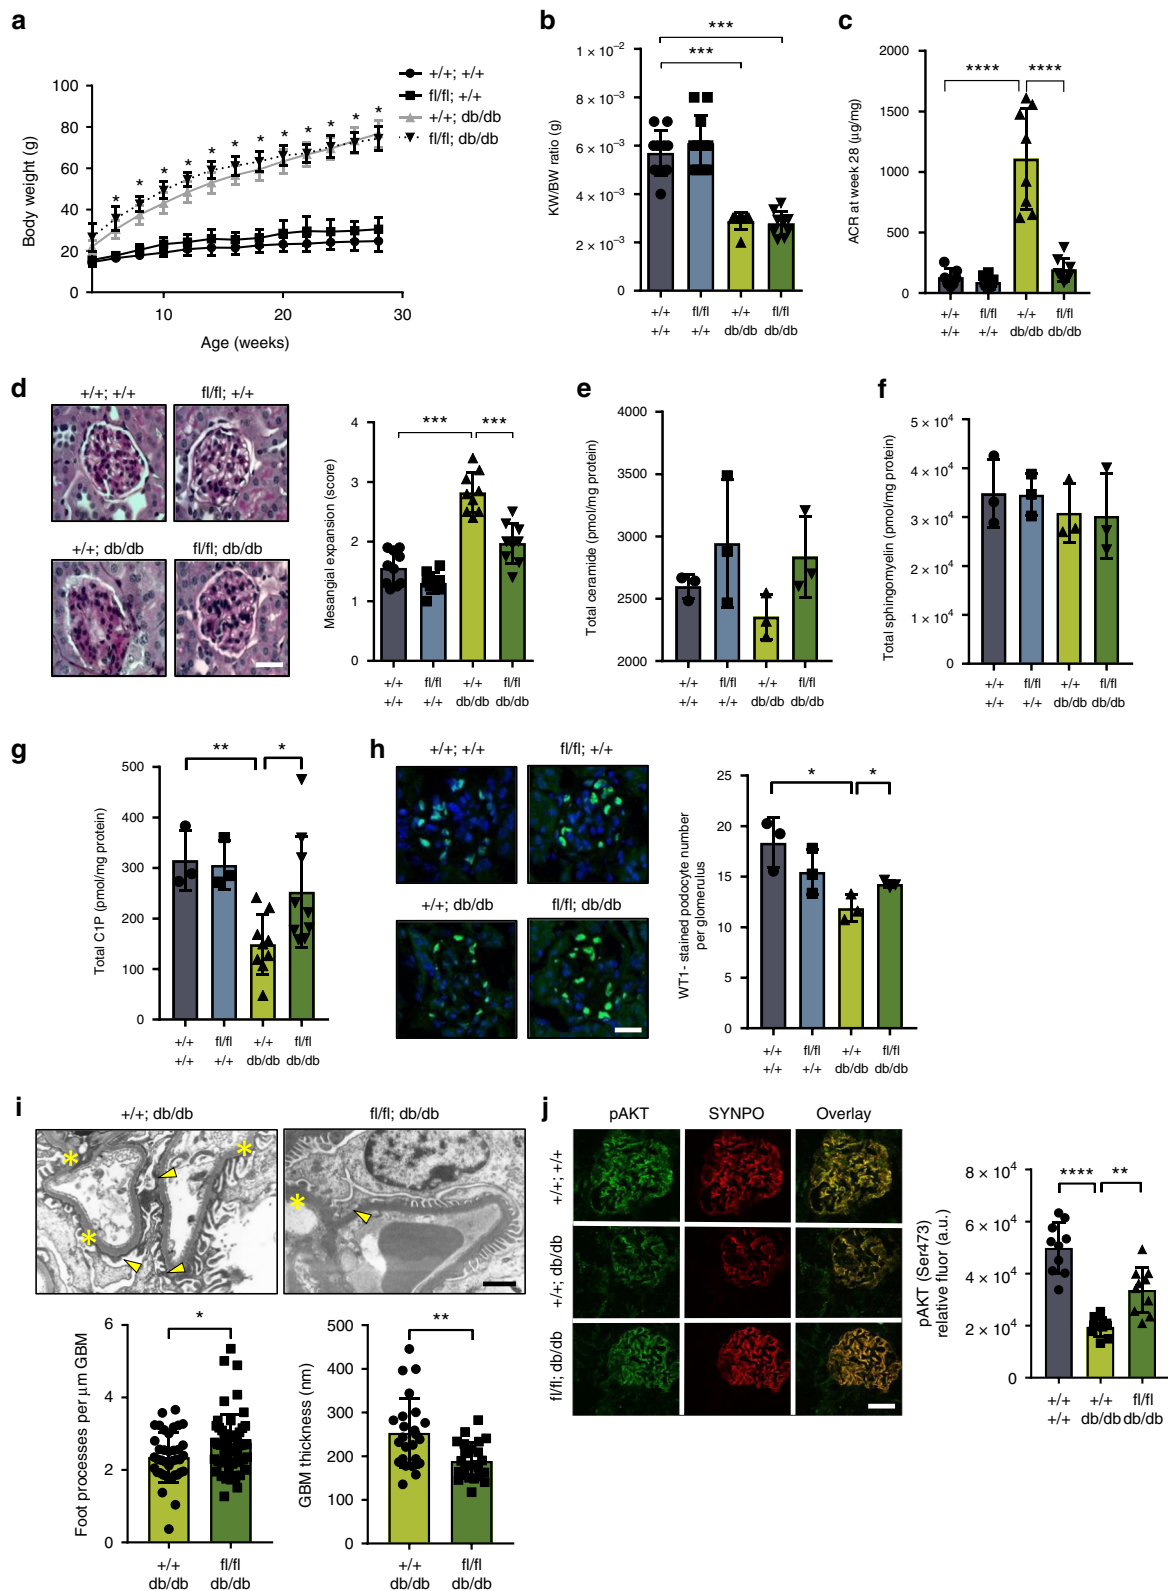 a
Body weight (g)
100
80
60
40
20
0
10
20
30
Age (weeks)
+/+; +/+
fl/fl; +/+
+/+; db/db
fl/fl; db/db
* * * * * * * * * * * *
b
KW/BW ratio (g)
1 × 10⁻²
8 × 10⁻³
6 × 10⁻³
4 × 10⁻³
2 × 10⁻³
0
***
***
+/+ fl/fl +/+ fl/fl
+/+ +/+ db/db db/db
c
ACR at week 28 (µg/mg)
2000
1500
1000
500
0
**** ****
+/+ fl/fl +/+ fl/fl
+/+ +/+ db/db db/db
d
+/+; +/+ fl/fl; +/+
+/+; db/db fl/fl; db/db
Mesangial expansion (score)
4
3
2
1
0
*** ***
+/+ fl/fl +/+ fl/fl
+/+ +/+ db/db db/db
e
Total ceramide (pmol/mg protein)
4000
3500
3000
2500
2000
+/+ fl/fl +/+ fl/fl
+/+ +/+ db/db db/db
f
Total sphingomyelin (pmol/mg protein)
5 × 10⁴
4 × 10⁴
3 × 10⁴
2 × 10⁴
1 × 10⁴
0
+/+ fl/fl +/+ fl/fl
+/+ +/+ db/db db/db
g
Total C1P (pmol/mg protein)
500
400
300
200
100
0
** *
+/+ fl/fl +/+ fl/fl
+/+ +/+ db/db db/db
h
+/+; +/+ fl/fl; +/+
+/+; db/db fl/fl; db/db
WT1- stained podocyte number
per glomerulus
25
20
15
10
5
0
* *
+/+ fl/fl +/+ fl/fl
+/+ +/+ db/db db/db
i
+/+; db/db fl/fl; db/db
* * * *
Foot processes per µm GBM
6
4
2
0
*
+/+ fl/fl
db/db db/db
GBM thickness (nm)
500
400
300
200
100
0
**
+/+ fl/fl
db/db db/db
j
pAKT SYNPO Overlay
+/+; +/+
+/+; db/db
fl/fl; db/db
pAKT (Ser473)
relative fluor (a.u.)
8 × 10⁴
6 × 10⁴
4 × 10⁴
2 × 10⁴
0
**** **
+/+ +/+ fl/fl
+/+ db/db db/db